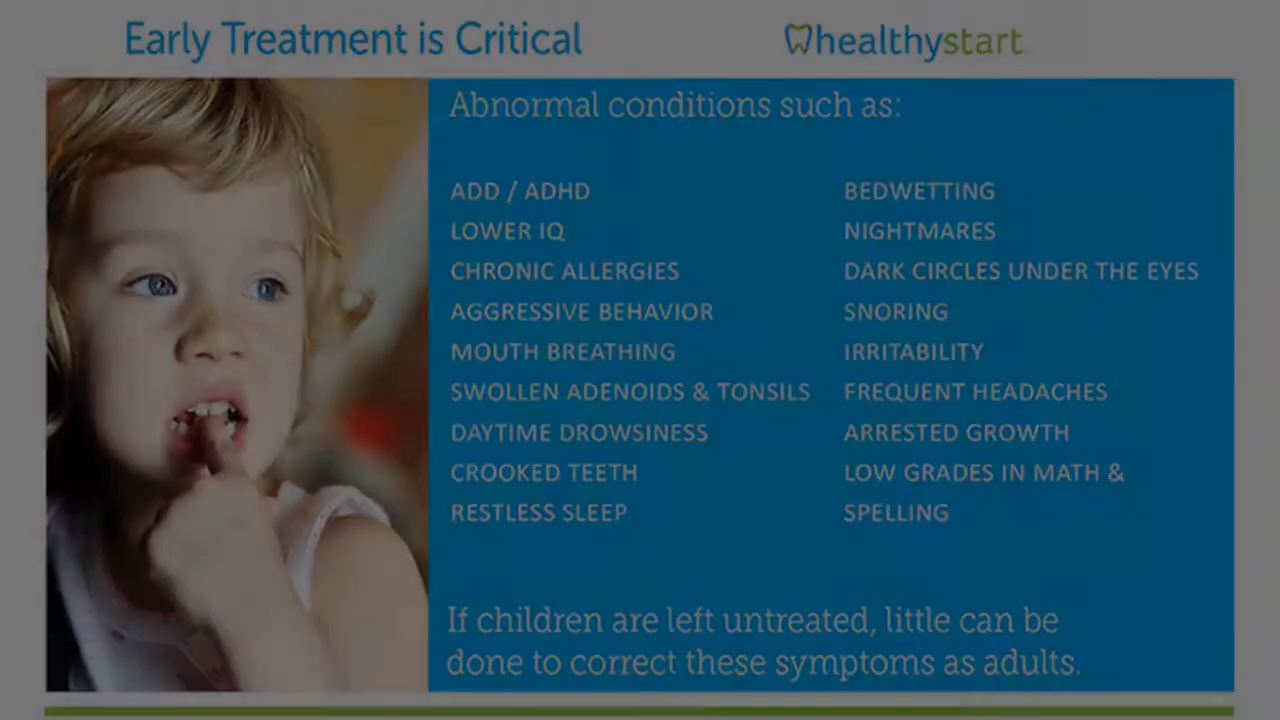 Early Treatment is Critical
healthystart
Abnormal conditions such as:
ADD / ADHD
LOWER IQ
CHRONIC ALLERGIES
AGGRESSIVE BEHAVIOR
MOUTH BREATHING
SWOLLEN ADENOIDS & TONSILS
DAYTIME DROWSINESS
CROOKED TEETH
RESTLESS SLEEP
BEDWETTING
NIGHTMARES
DARK CIRCLES UNDER THE EYES
SNORING
IRRITABILITY
FREQUENT HEADACHES
ARRESTED GROWTH
LOW GRADES IN MATH &
SPELLING
If children are left untreated, little can be
done to correct these symptoms as adults.